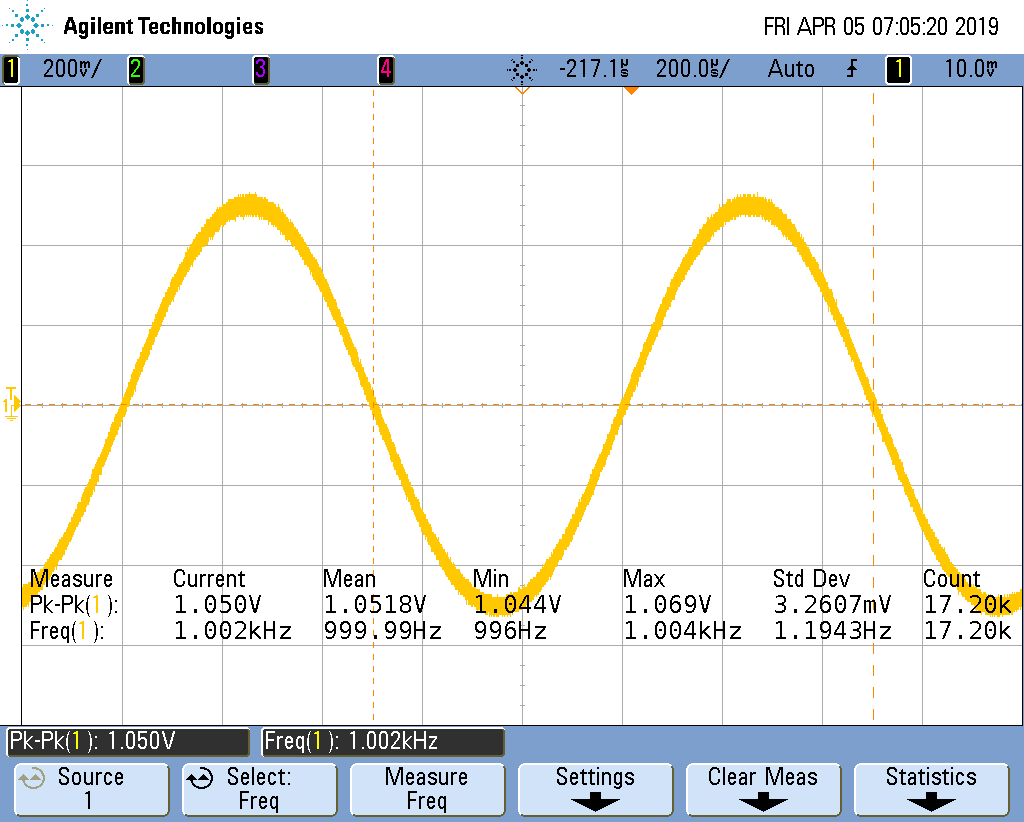 Agilent Technologies FRI APR 05 07:05:20 2019
1 200mV/ 2 3 4 -217.1µs 200.0µs/ Auto 1 10.0mV
T
1
Measure Current Mean Min Max Std Dev Count
Pk-Pk(1): 1.050V 1.0518V 1.044V 1.069V 3.2607mV 17.20k
Freq(1): 1.002kHz 999.99Hz 996Hz 1.004kHz 1.1943Hz 17.20k
Pk-Pk(1): 1.050V Freq(1): 1.002kHz
Source Select: Measure Settings Clear Meas Statistics
1 Freq Freq